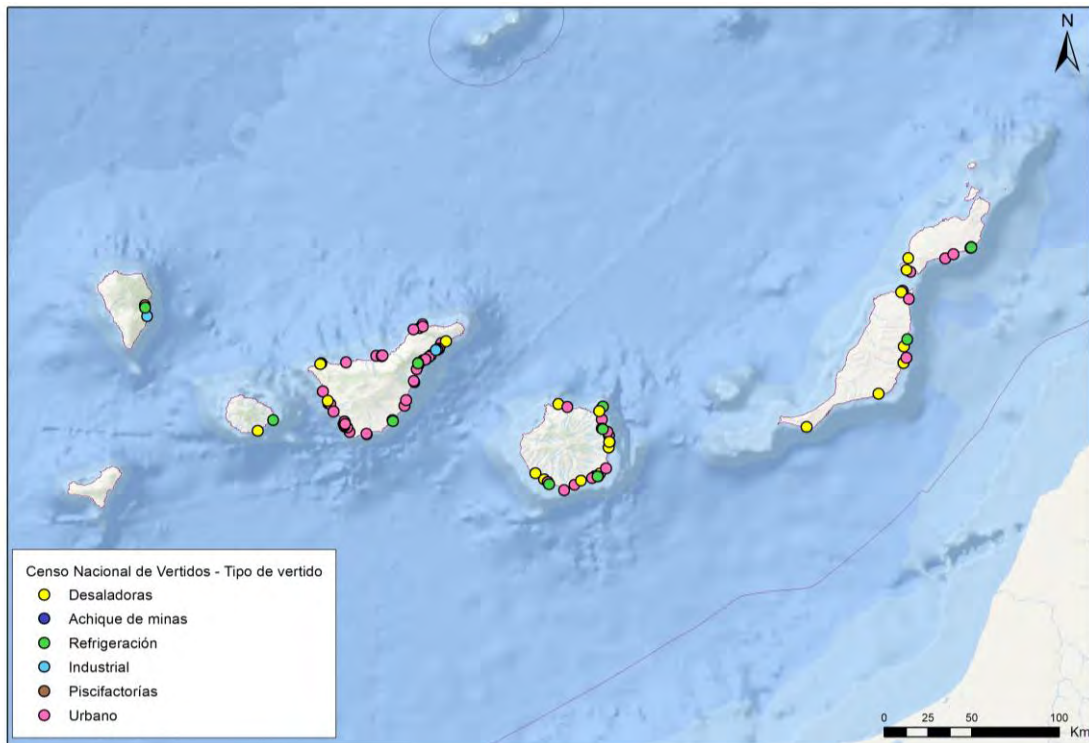 N
Censo Nacional de Vertidos - Tipo de vertido
Desaladoras
Achique de minas
Refrigeración
Industrial
Piscifactorías
Urbano
0 25 50 100
Km